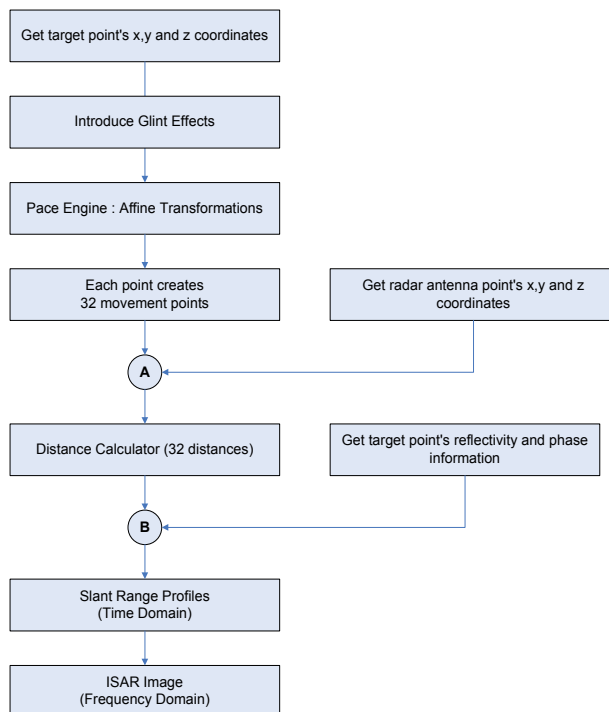 Get target point's x,y and z coordinates
Introduce Glint Effects
Pace Engine : Affine Transformations
Each point creates
32 movement points
Get radar antenna point's x,y and z
coordinates
A
Distance Calculator (32 distances)
Get target point's reflectivity and phase
information
B
Slant Range Profiles
(Time Domain)
ISAR Image
(Frequency Domain)